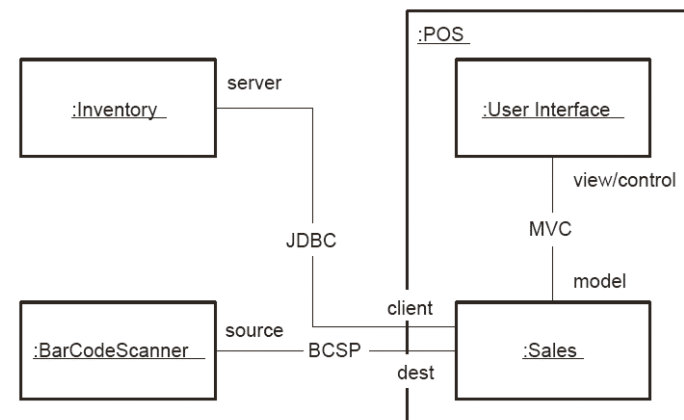 :POS
server
:Inventory
:User Interface
view/control
MVC
JDBC
model
client
source
:BarCodeScanner
BCSP
:Sales
dest